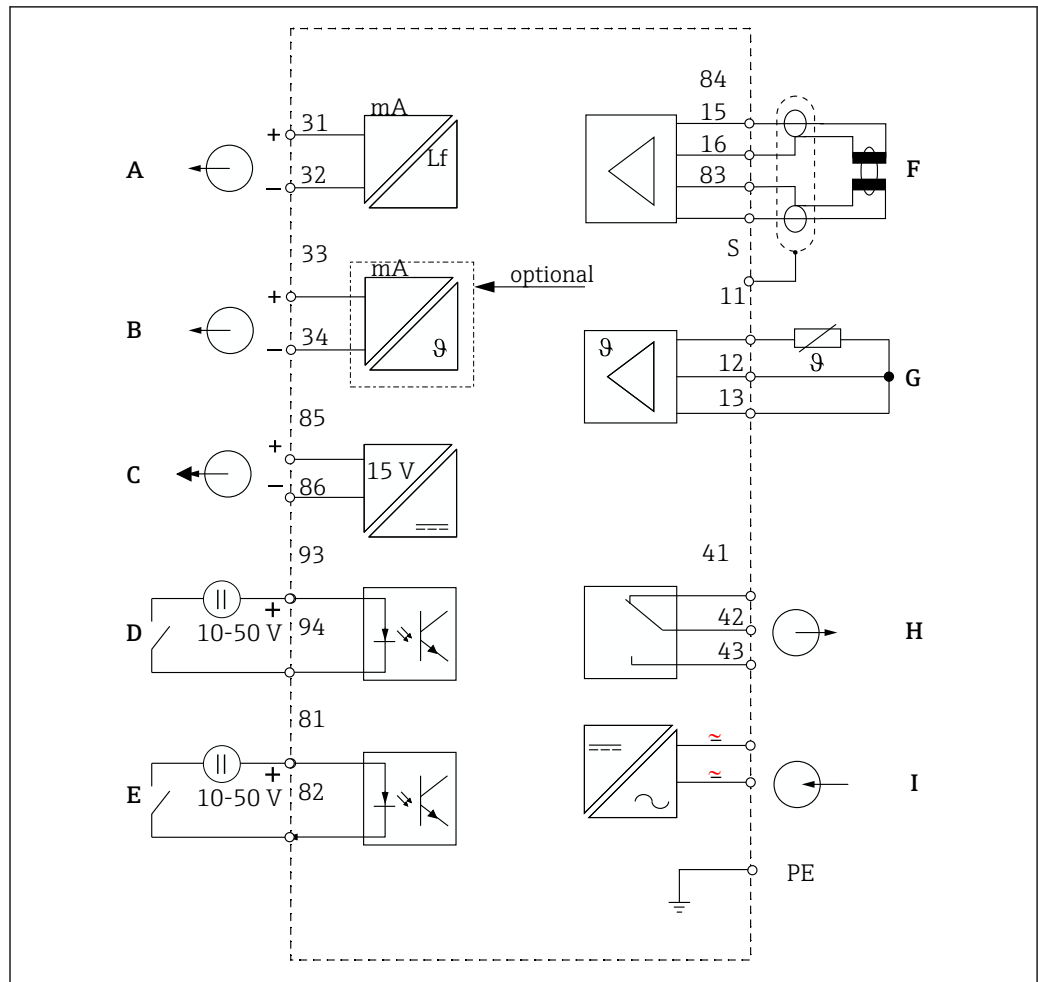 84
mA
15
+ 31
16
Lf
A
F
− 32
83
33
S
mA
optional
11
+
B
− 34
ϑ
ϑ
12
ϑ
G
13
85
+
C
15 V
− 86
93
41
+
D
10-50 V
94
42
H
43
81
+
E
10-50 V
82
~
~
I
PE